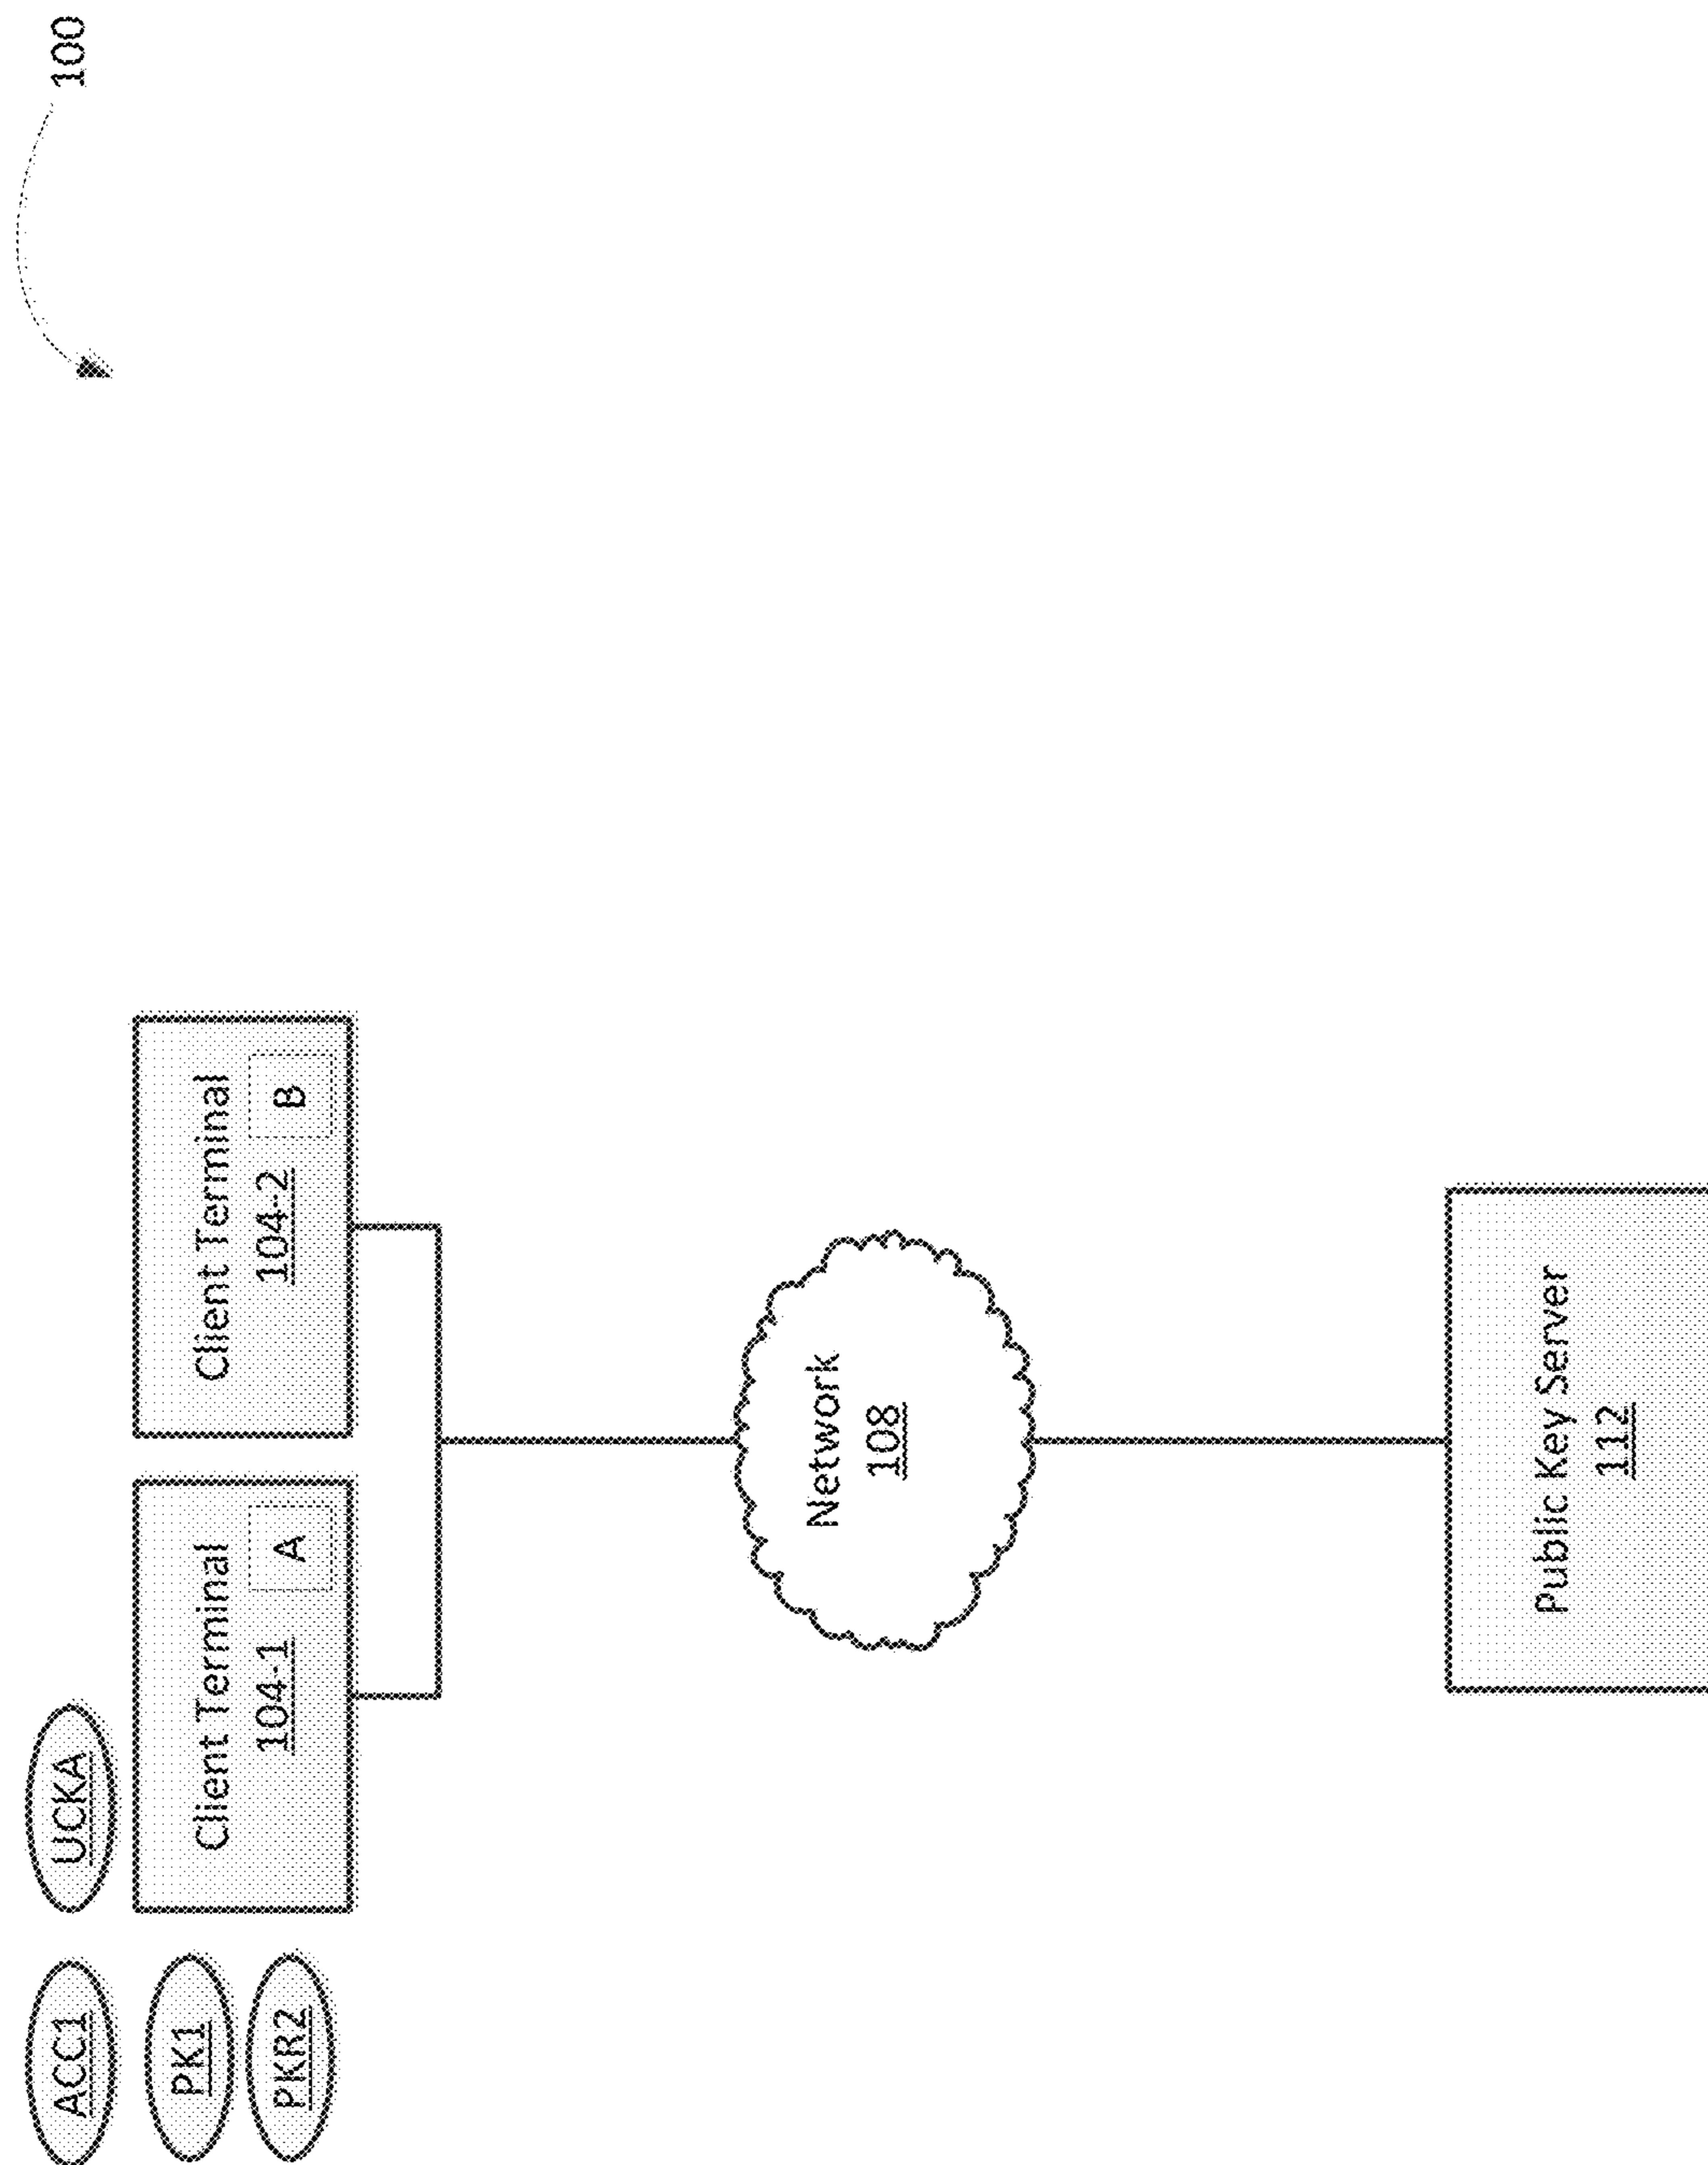 100
ACC1
UCKA
PK1
PKR2
Client Terminal
104-1
A
Client Terminal
104-2
B
Network
108
Public Key Server
112